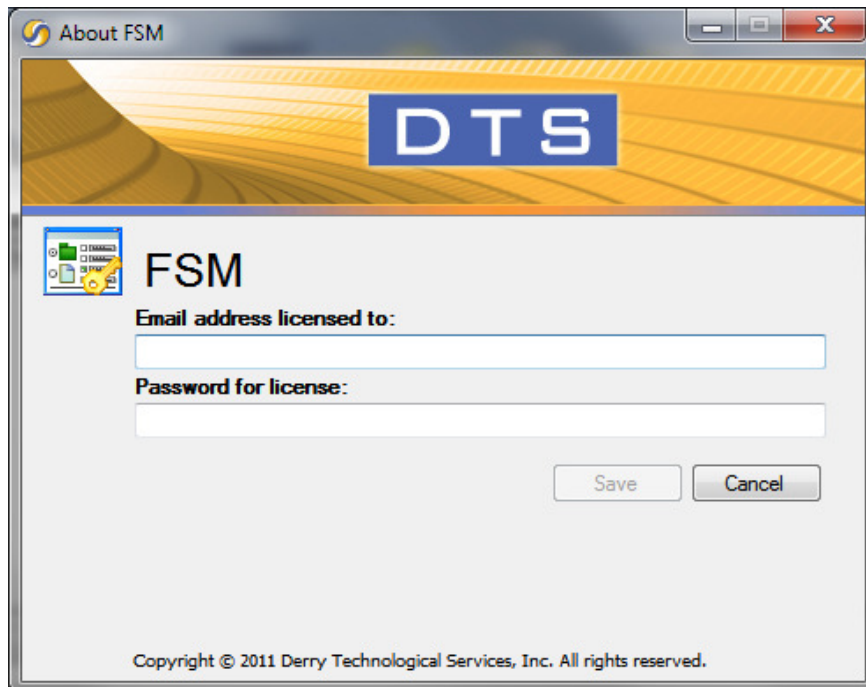 About FSM
DTS
FSM
Email address licensed to:
Password for license:
Save Cancel
Copyright © 2011 Derry Technological Services, Inc. All rights reserved.